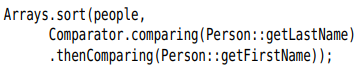 Arrays.sort(people,
Comparator.comparing(Person::getLastName)
.thenComparing(Person::getFirstName));